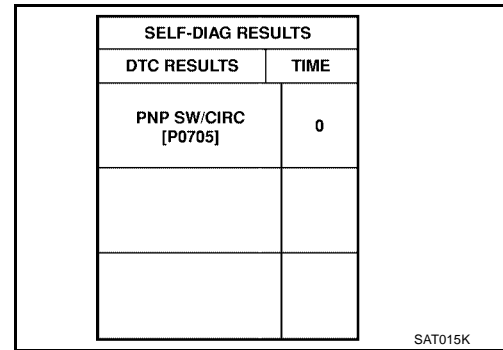 SELF-DIAG RESULTS
DTC RESULTS TIME
PNP SW/CIRC
[P0705] 0
SAT015K